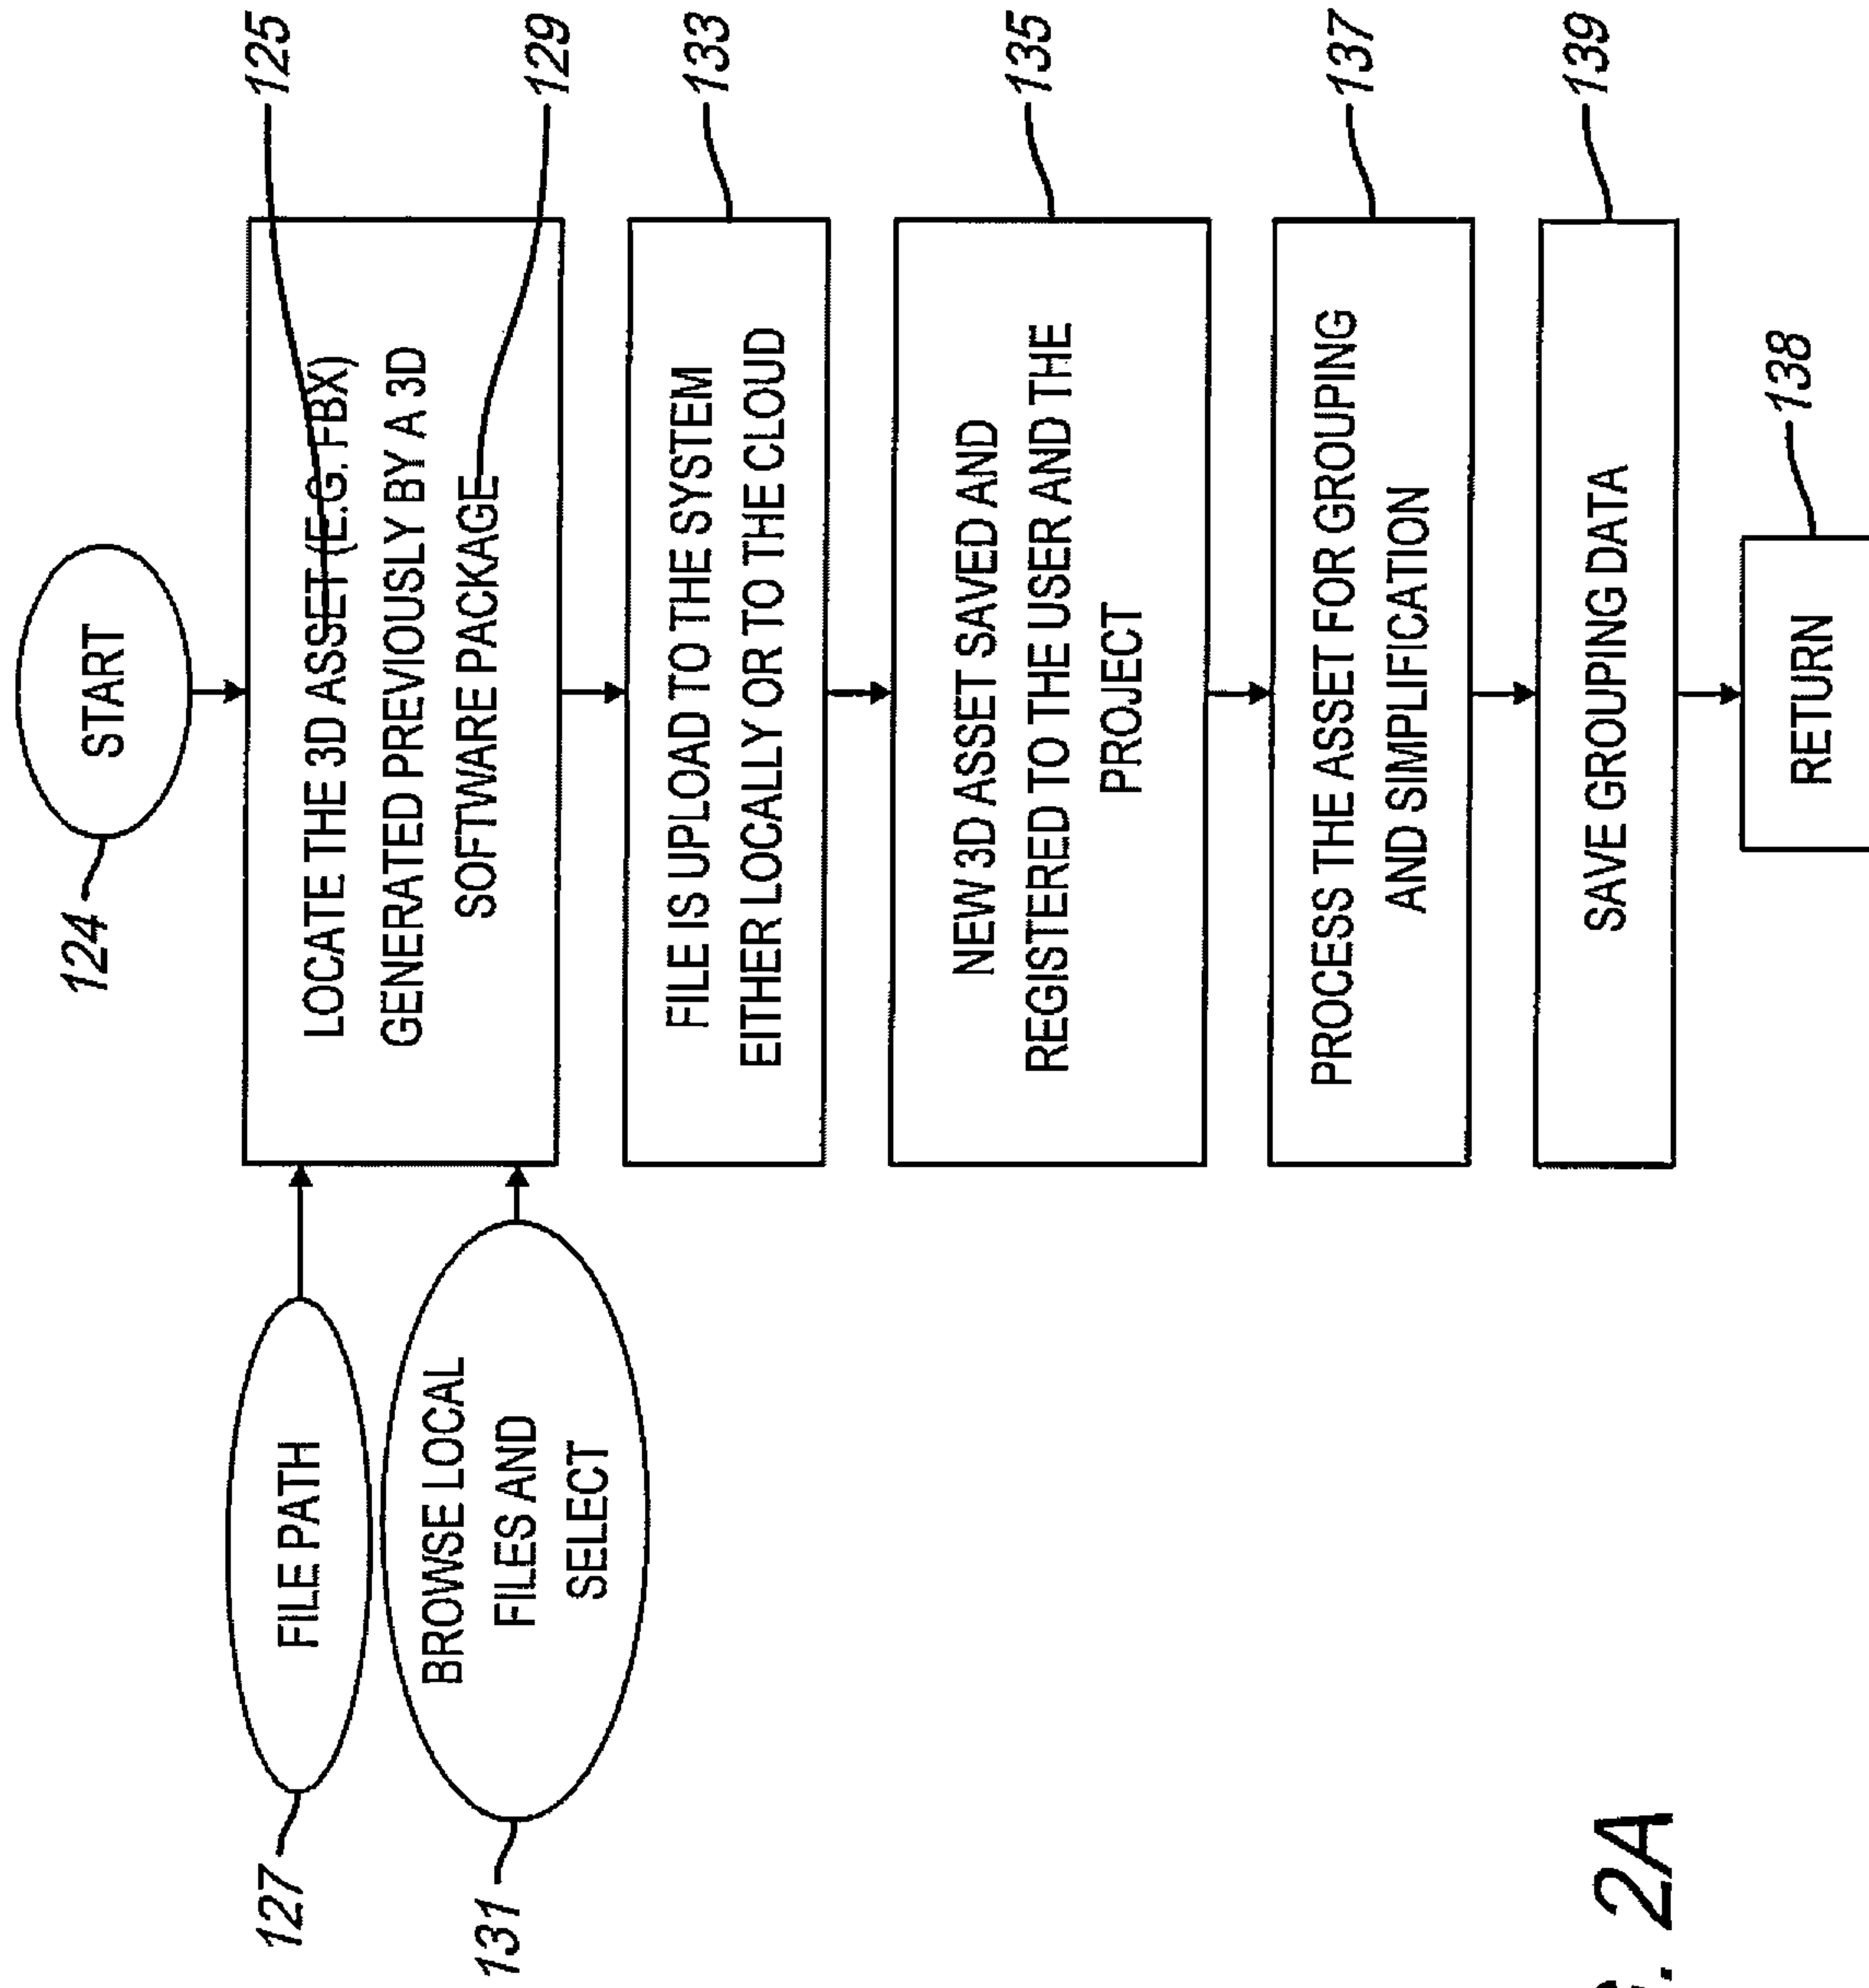 124
START
125
129
127
FILE PATH
131
BROWSE LOCAL
FILES AND
SELECT
LOCATE THE 3D ASSET (E.G. FBX)
GENERATED PREVIOUSLY BY A 3D
SOFTWARE PACKAGE
FILE IS UPLOAD TO THE SYSTEM
EITHER LOCALLY OR TO THE CLOUD
133
NEW 3D ASSET SAVED AND
REGISTERED TO THE USER AND THE
PROJECT
135
PROCESS THE ASSET FOR GROUPING
AND SIMPLIFICATION
137
SAVE GROUPING DATA
139
RETURN
138
2A